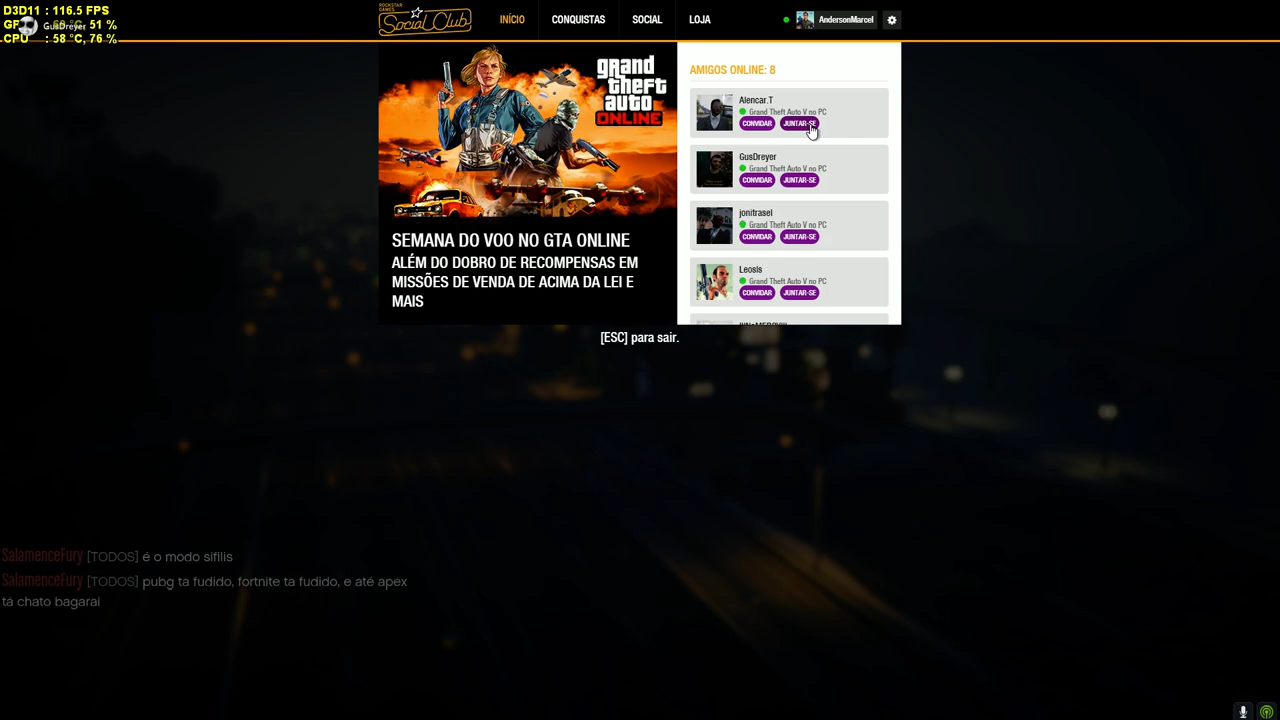 D3D11 : 116.5 FPS
51 %
GusDreyer
CPU : 58 °C, 76 %
ROCKSTAR GAMES
Social Club
INÍCIO
CONQUISTAS
SOCIAL
LOJA
AndersonMarcel
grand
theft
auto
ONLINE
SEMANA DO VOO NO GTA ONLINE
ALÉM DO DOBRO DE RECOMPENSAS EM
MISSÕES DE VENDA DE ACIMA DA LEI E
MAIS
AMIGOS ONLINE: 8
Alencar.T
Grand Theft Auto V no PC
CONVIDAR JUNTAR-SE
GusDreyer
Grand Theft Auto V no PC
CONVIDAR JUNTAR-SE
jonitrasel
Grand Theft Auto V no PC
CONVIDAR JUNTAR-SE
Leosls
Grand Theft Auto V no PC
CONVIDAR JUNTAR-SE
[ESC] para sair.
SalamenceFury [TODOS] é o modo sifilis
SalamenceFury [TODOS] pubg ta fudido, fortnite ta fudido, e até apex
tá chato bagarai